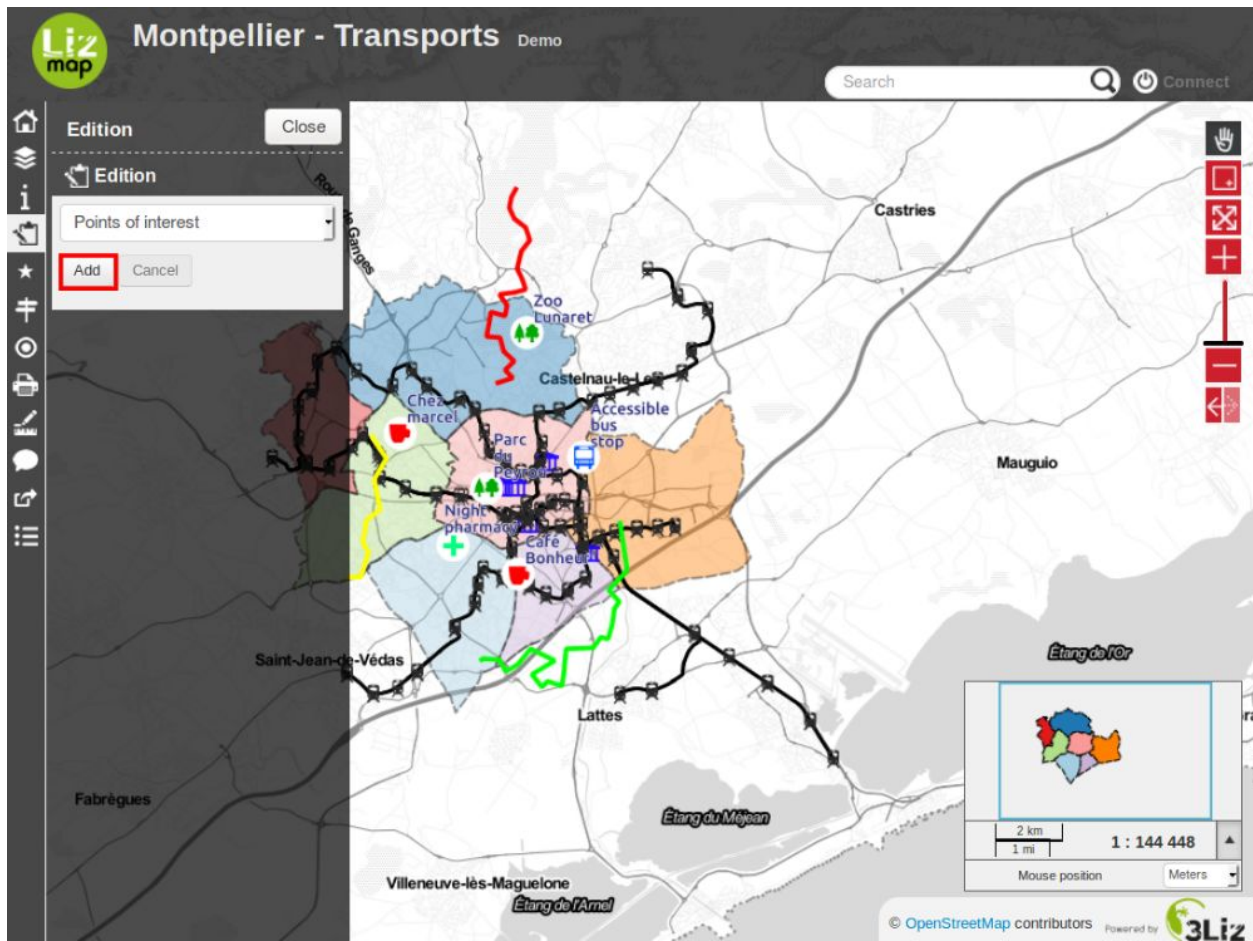 Liz
map
Montpellier - Transports Demo
Search
Connect
Edition
Close
Edition
Points of interest
Add
Cancel
Castries
Zoo
Lunaret
Castelnau-le-Lez
Chez
marcel
Accessible
bus
stop
Parc
du
Peyrou
Mauguio
Night
pharmacy
Café
Bonheur
Saint-Jean-de-Védas
Étang de l'Or
Lattes
Fabrègues
Étang du Méjean
2 km
1 mi
1 : 144 448
Mouse position
Meters
Villeneuve-lès-Maguelone
Étang de l'Arnel
© OpenStreetMap contributors
Powered by
3Liz